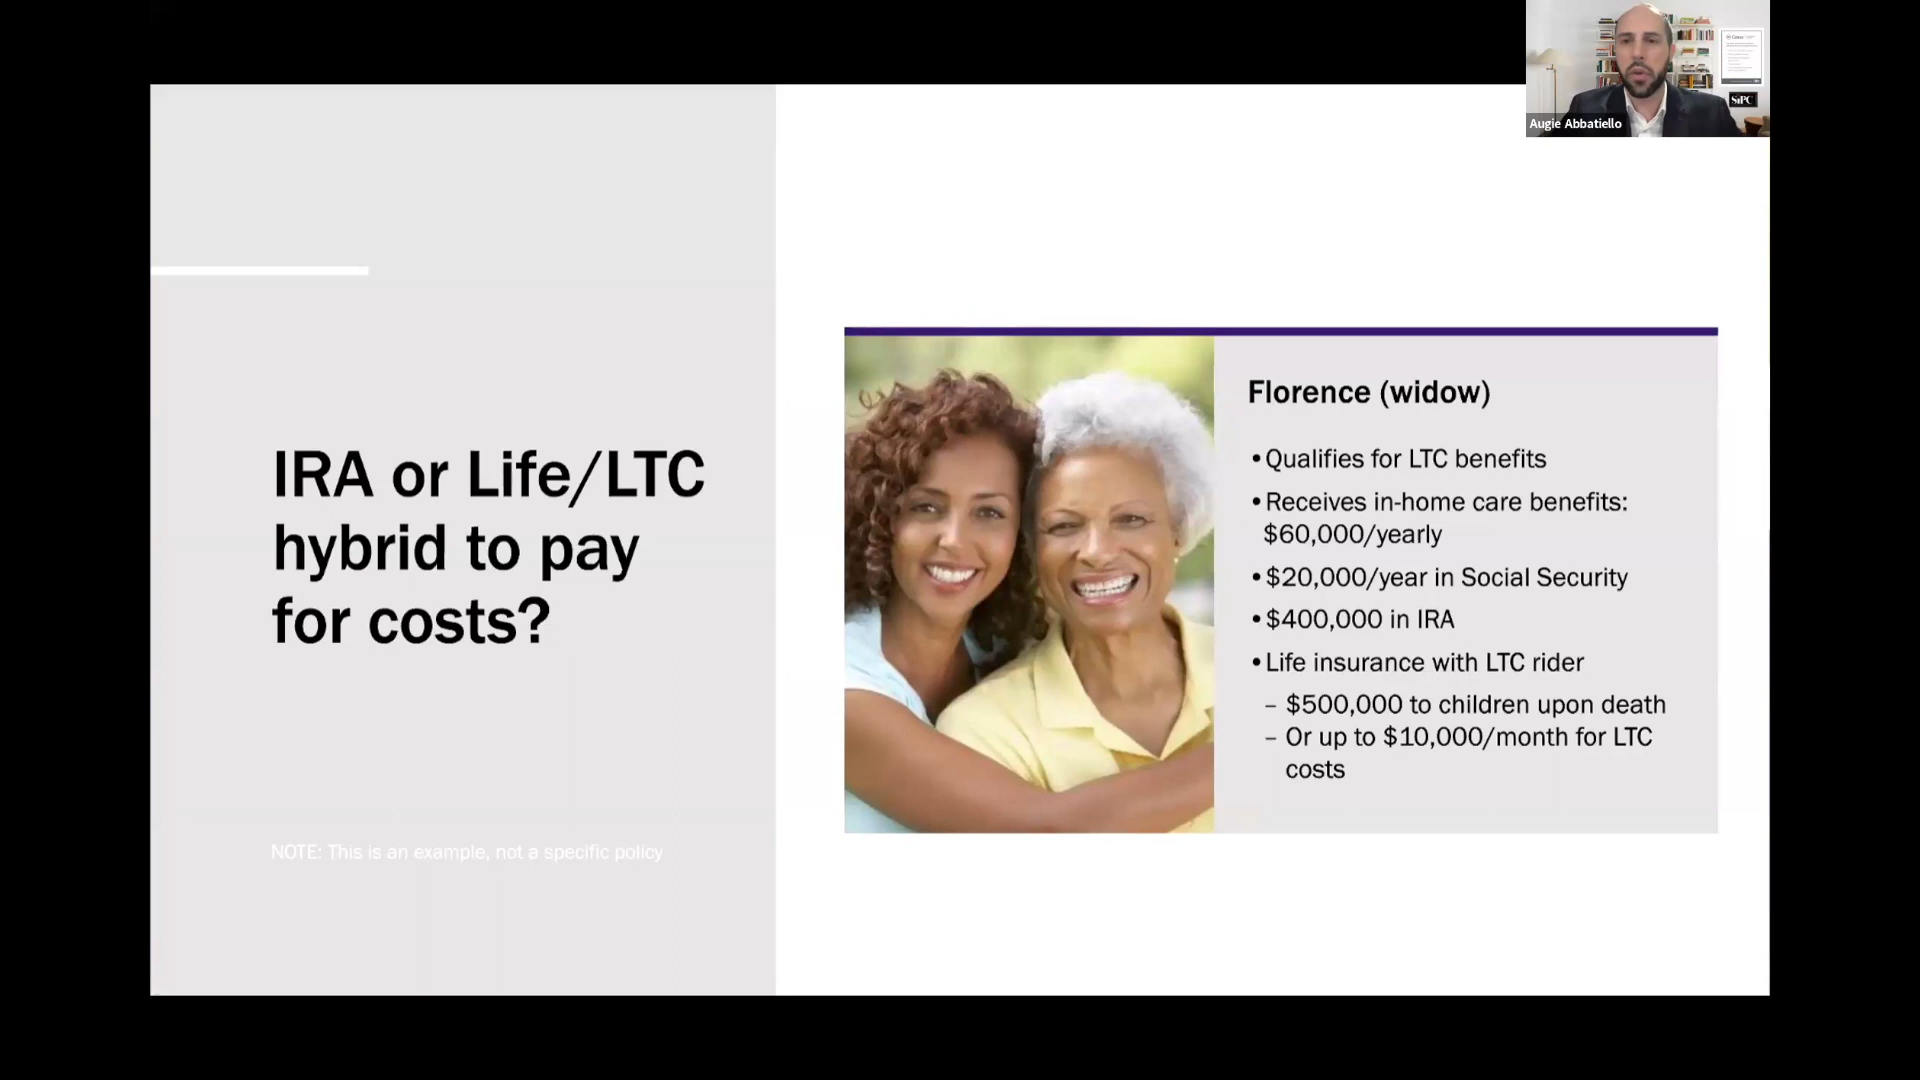 SiPC
Augie Abbatiello
IRA or Life/LTC
hybrid to pay
for costs?
NOTE: This is an example, not a specific policy
Florence (widow)
•Qualifies for LTC benefits
•Receives in-home care benefits:
$60,000/yearly
•$20,000/year in Social Security
•$400,000 in IRA
•Life insurance with LTC rider
– $500,000 to children upon death
– Or up to $10,000/month for LTC
costs